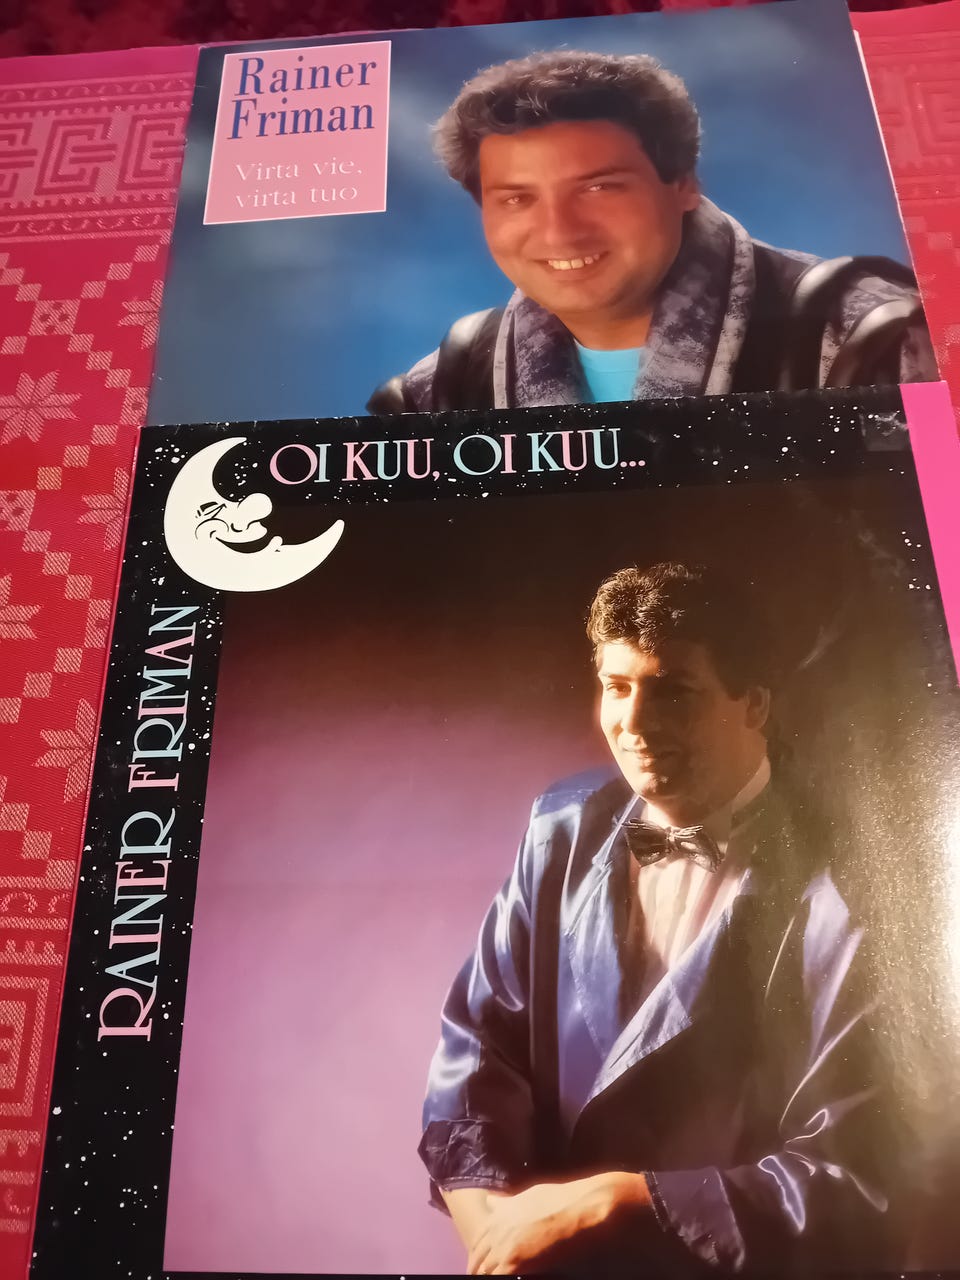 Rainer
Friman
Virta vie,
virta tuo
OI KUU, OI KUU...
RAINER FRIMAN